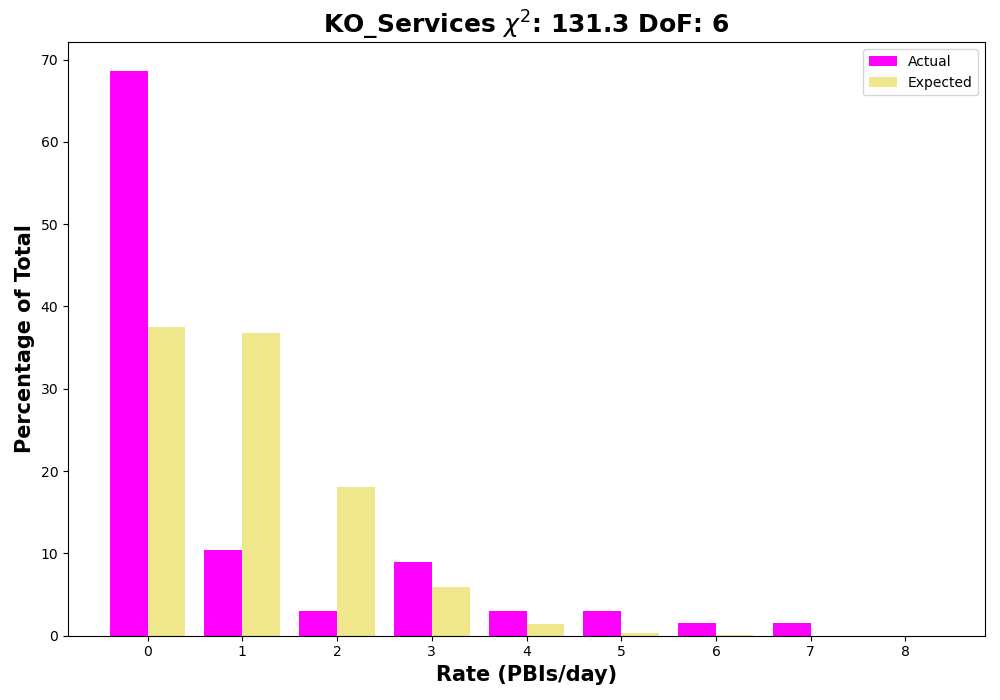 KO_Services χ²: 131.3 DoF: 6
Actual
Expected
Percentage of Total
70
60
50
40
30
20
10
0
0 1 2 3 4 5 6 7 8
Rate (PBIs/day)